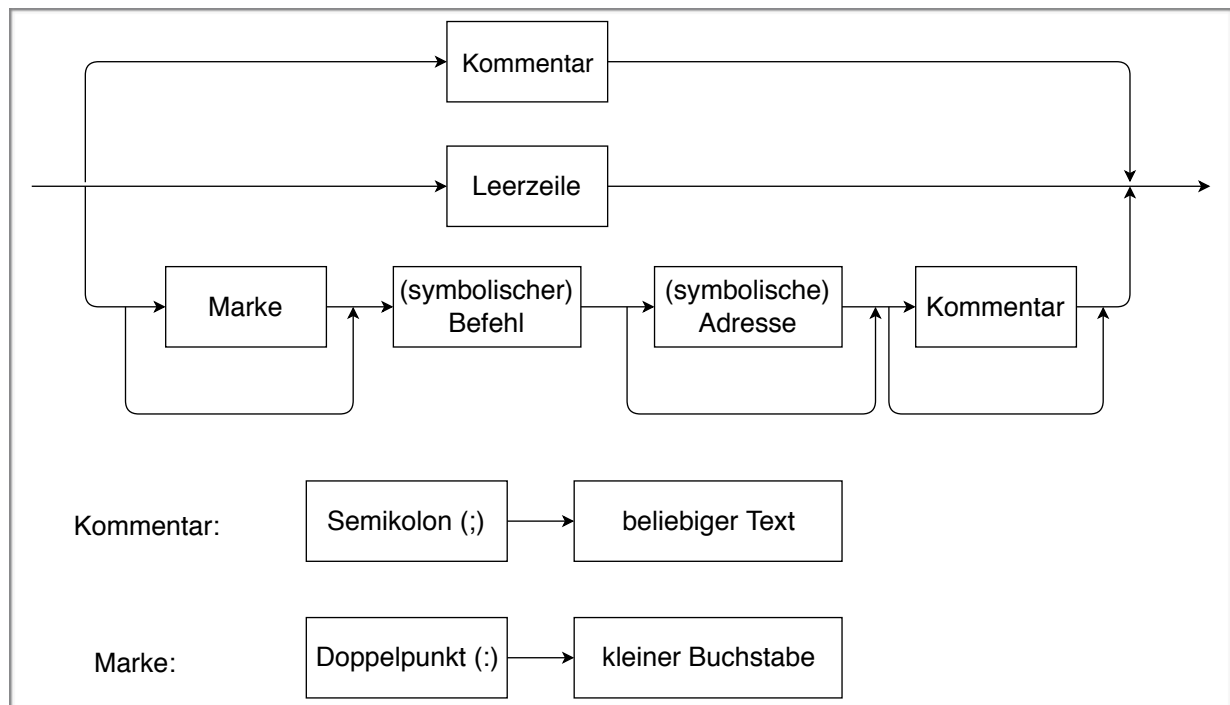 Kommentar
Leerzeile
Marke
(symbolischer)
Befehl
(symbolische)
Adresse
Kommentar
Kommentar:
Semikolon (;)
beliebiger Text
Marke:
Doppelpunkt (:)
kleiner Buchstabe